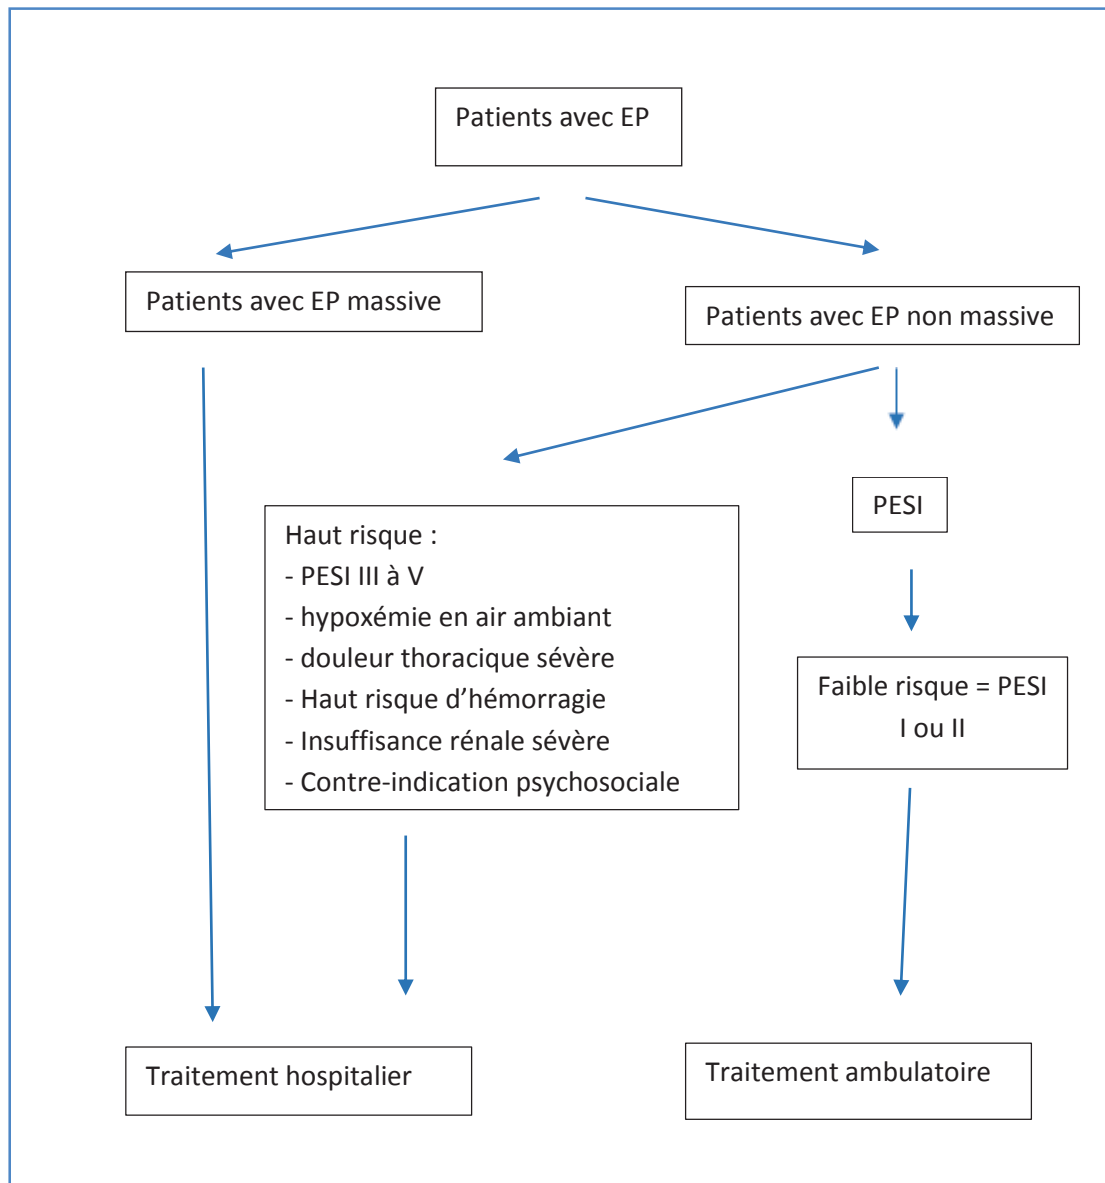 Patients avec EP
Patients avec EP massive
Patients avec EP non massive
PESI
Haut risque :
- PESI III à V
- hypoxémie en air ambiant
- douleur thoracique sévère
- Haut risque d’hémorragie
- Insuffisance rénale sévère
- Contre-indication psychosociale
Faible risque = PESI
I ou II
Traitement hospitalier
Traitement ambulatoire